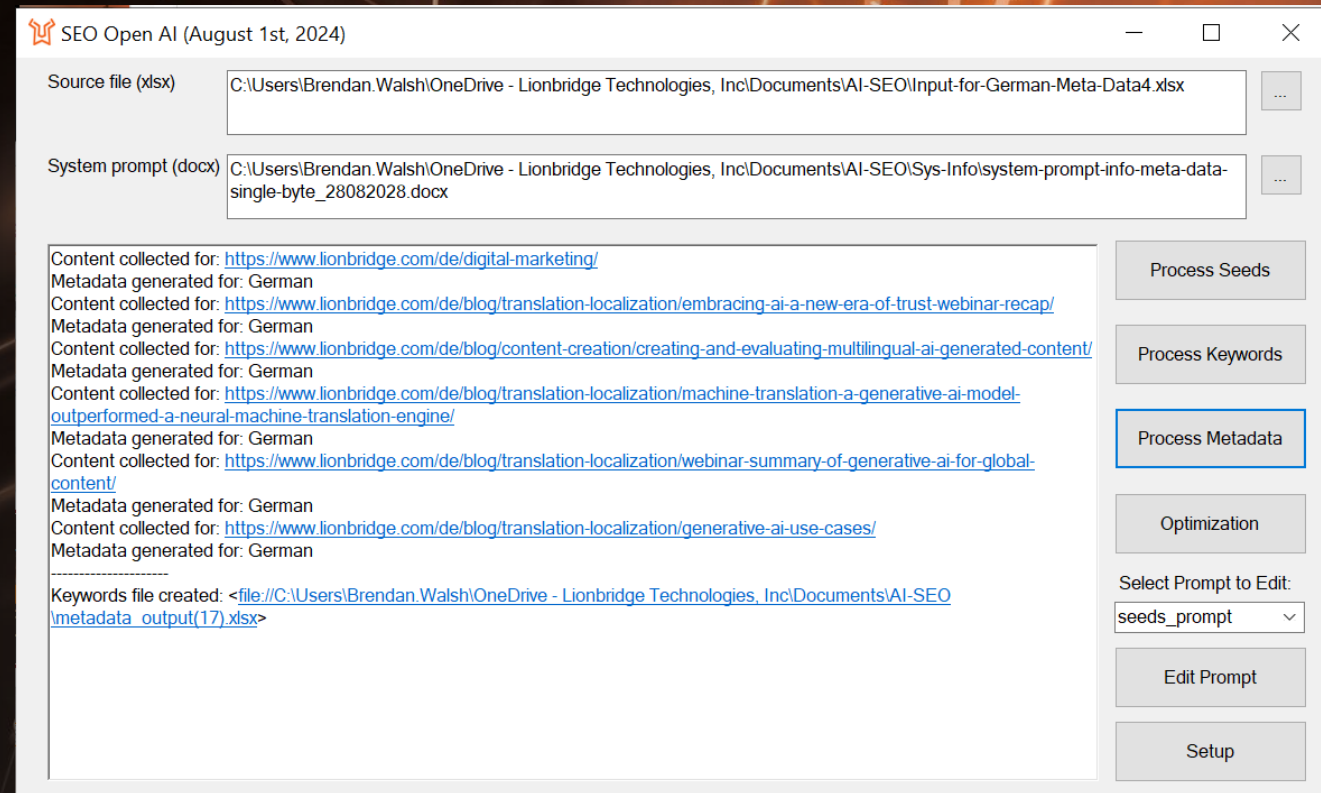 SEO Open AI (August 1st, 2024)
Source file (xlsx)
C:\Users\Brendan.Walsh\OneDrive - Lionbridge Technologies, Inc\Documents\AI-SEO\Input-for-German-Meta-Data4.xlsx
...
System prompt (docx)
C:\Users\Brendan.Walsh\OneDrive - Lionbridge Technologies, Inc\Documents\AI-SEO\Sys-Info\system-prompt-info-meta-data-
single-byte_28082028.docx
...
Content collected for: https://www.lionbridge.com/de/digital-marketing/
Metadata generated for: German
Content collected for: https://www.lionbridge.com/de/blog/translation-localization/embracing-ai-a-new-era-of-trust-webinar-recap/
Metadata generated for: German
Content collected for: https://www.lionbridge.com/de/blog/content-creation/creating-and-evaluating-multilingual-ai-generated-content/
Metadata generated for: German
Content collected for: https://www.lionbridge.com/de/blog/translation-localization/machine-translation-a-generative-ai-model-
outperformed-a-neural-machine-translation-engine/
Metadata generated for: German
Content collected for: https://www.lionbridge.com/de/blog/translation-localization/webinar-summary-of-generative-ai-for-global-
content/
Metadata generated for: German
Content collected for: https://www.lionbridge.com/de/blog/translation-localization/generative-ai-use-cases/
Metadata generated for: German
---------------------
Keywords file created: <file://C:\Users\Brendan.Walsh\OneDrive - Lionbridge Technologies, Inc\Documents\AI-SEO
\metadata_output(17).xlsx>
Process Seeds
Process Keywords
Process Metadata
Optimization
Select Prompt to Edit:
seeds_prompt
Edit Prompt
Setup